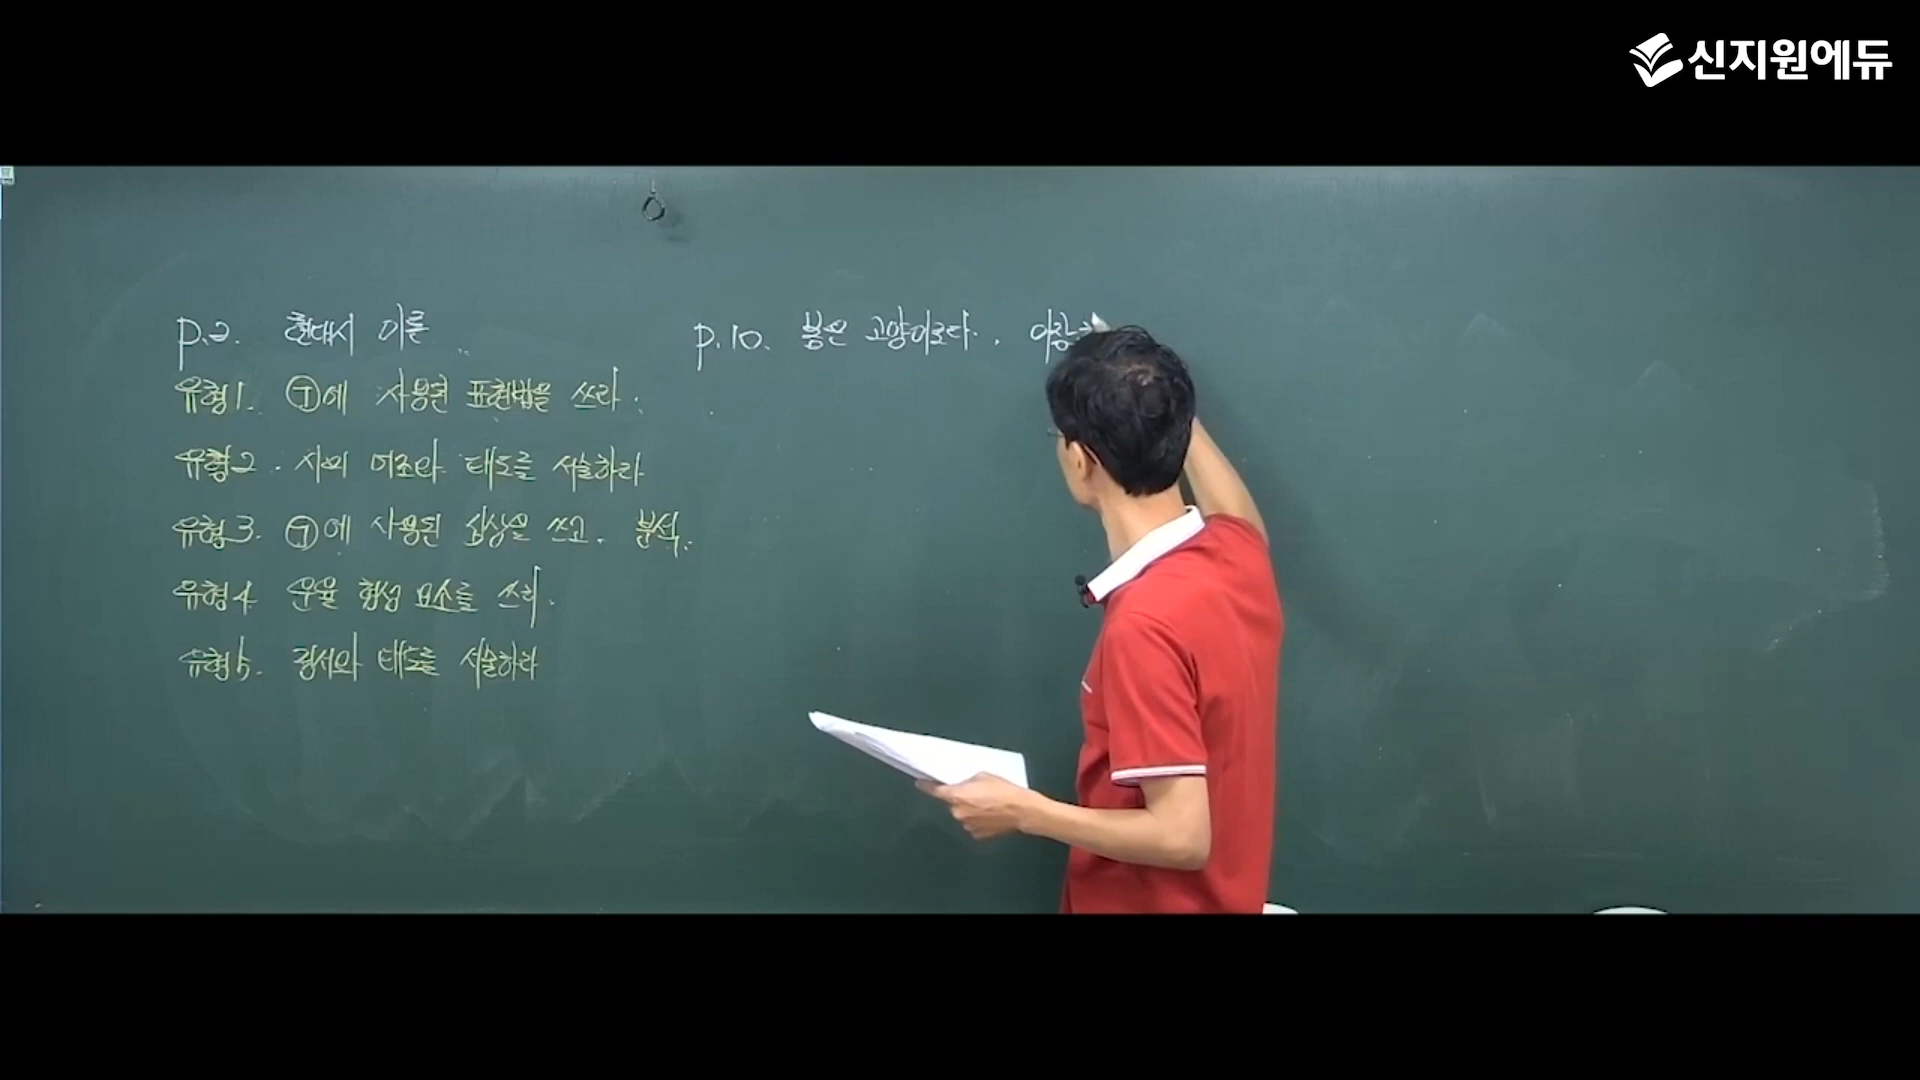 신지원에듀
p.2. 현대시 이론
유형1. ㉠에 사용된 표현법을 쓰라.
유형2. 시의 어조와 태도를 서술하라
유형3. ㉠에 사용된 심상을 쓰고, 분석.
유형4. 운율 형성 요소를 쓰라.
유형5. 정서와 태도를 서술하라
p.10. 봄은 고양이로다. 이장